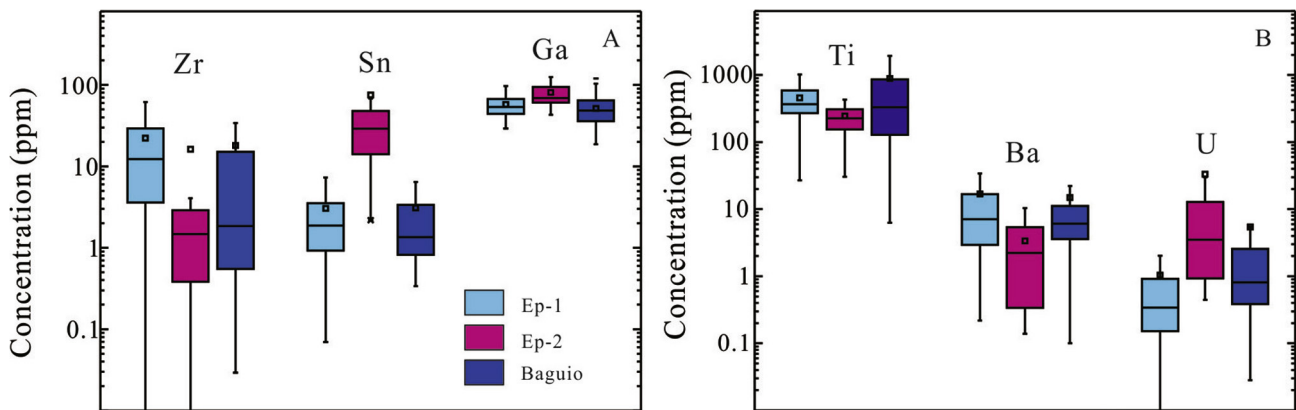 A
Zr
Sn
Ga
Concentration (ppm)
100
10
1
0.1
Ep-1
Ep-2
Baguio
B
Ti
Ba
U
Concentration (ppm)
1000
100
10
1
0.1